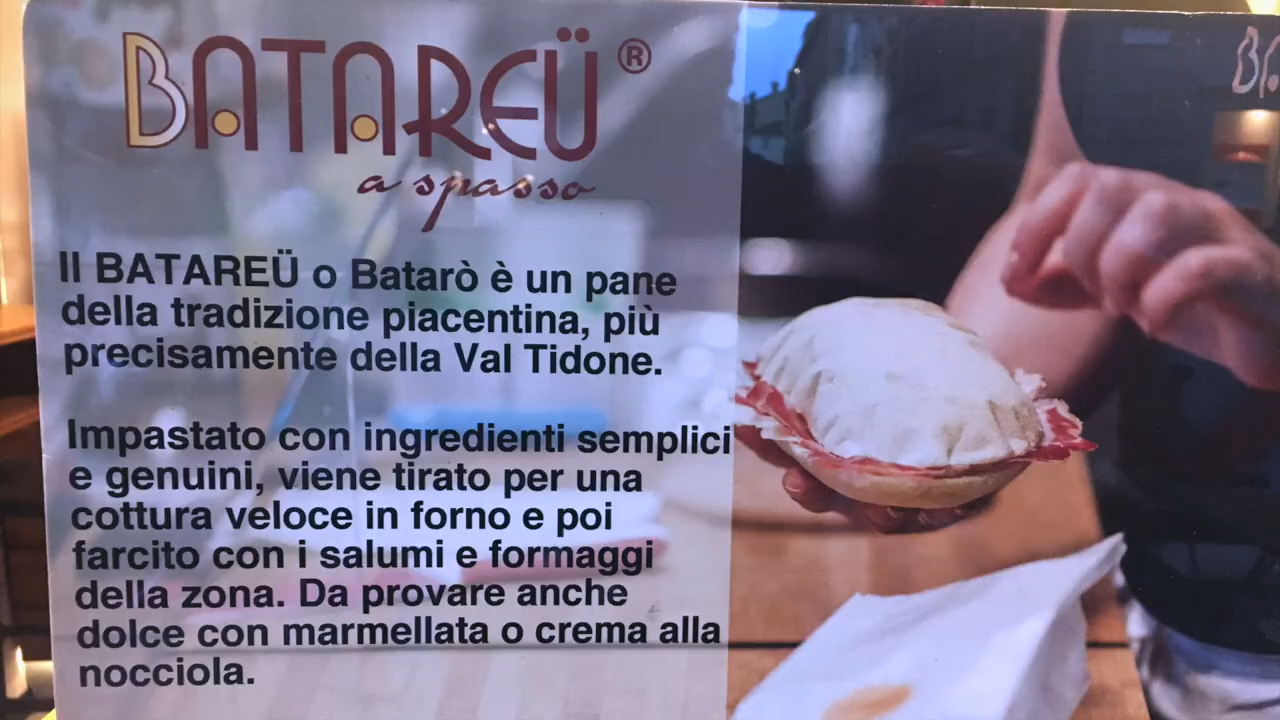 BATAREÜ®
a spasso
Il BATAREÜ o Batarò è un pane
della tradizione piacentina, più
precisamente della Val Tidone.
Impastato con ingredienti semplici
e genuini, viene tirato per una
cottura veloce in forno e poi
farcito con i salumi e formaggi
della zona. Da provare anche
dolce con marmellata o crema alla
nocciola.
BA